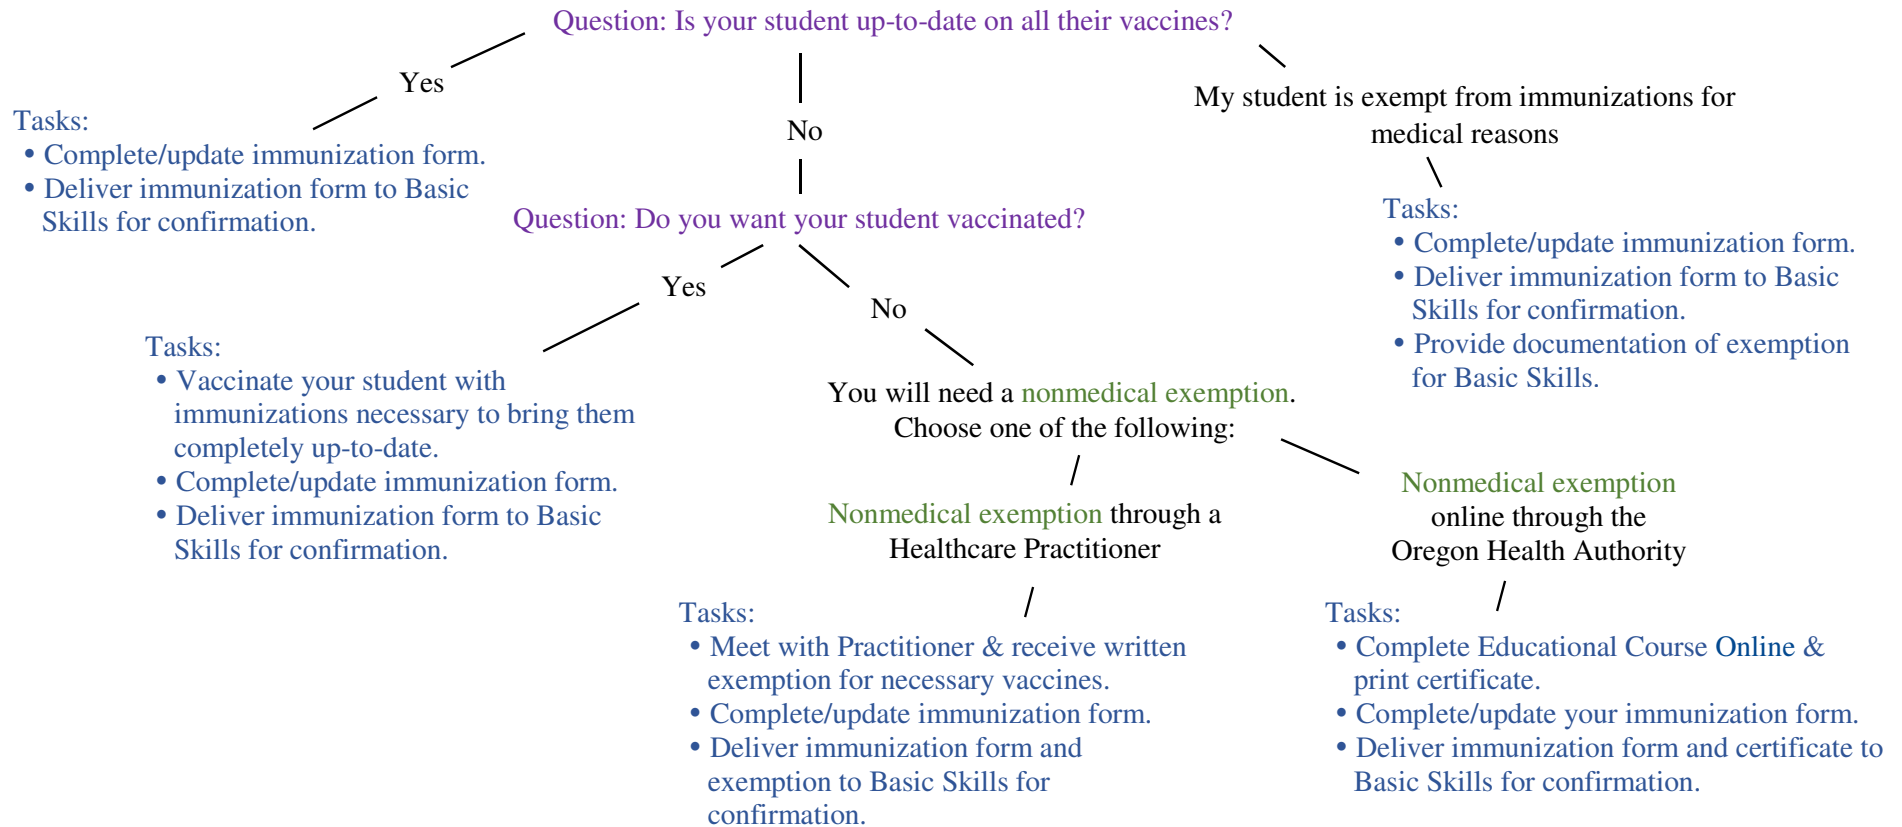 Question: Is your student up-to-date on all their vaccines?
Yes
Tasks:
• Complete/update immunization form.
• Deliver immunization form to Basic
Skills for confirmation.
No
My student is exempt from immunizations for
medical reasons
Tasks:
• Complete/update immunization form.
• Deliver immunization form to Basic
Skills for confirmation.
• Provide documentation of exemption
for Basic Skills.
Question: Do you want your student vaccinated?
Yes
Tasks:
• Vaccinate your student with
immunizations necessary to bring them
completely up-to-date.
• Complete/update immunization form.
• Deliver immunization form to Basic
Skills for confirmation.
No
You will need a nonmedical exemption.
Choose one of the following:
Nonmedical exemption through a
Healthcare Practitioner
Tasks:
• Meet with Practitioner & receive written
exemption for necessary vaccines.
• Complete/update immunization form.
• Deliver immunization form and
exemption to Basic Skills for
confirmation.
Nonmedical exemption
online through the
Oregon Health Authority
Tasks:
• Complete Educational Course Online &
print certificate.
• Complete/update your immunization form.
• Deliver immunization form and certificate to
Basic Skills for confirmation.